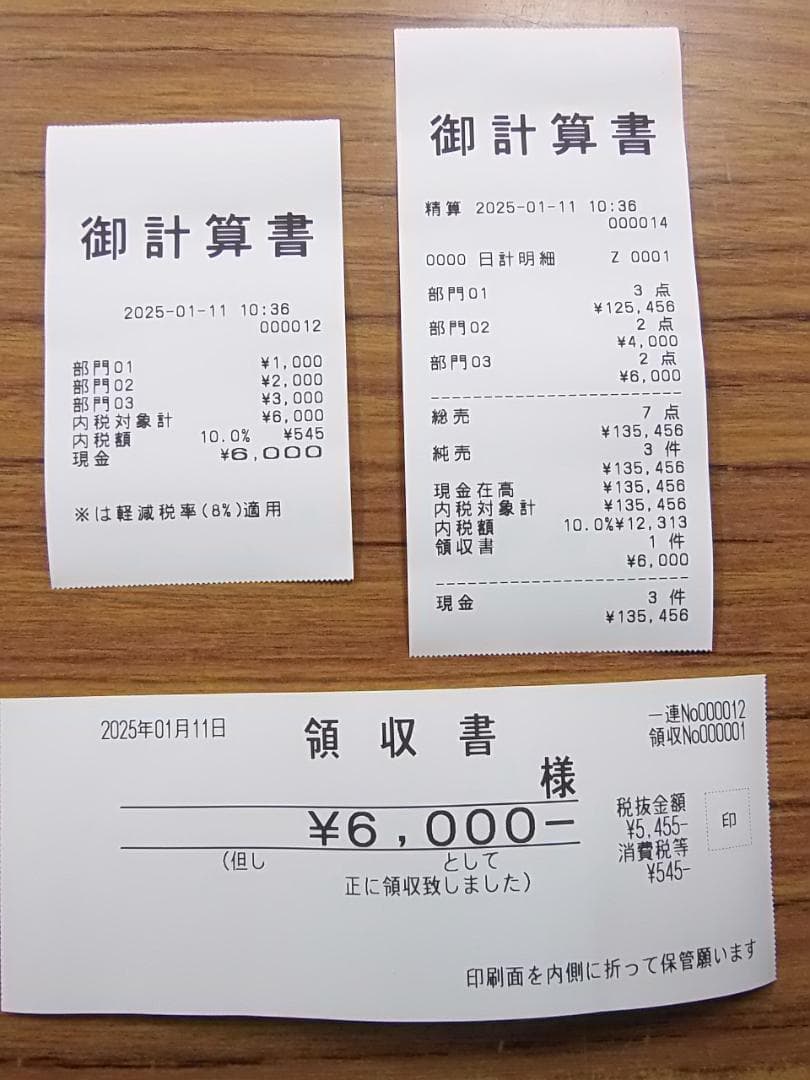 御計算書
2025-01-11 10:36
000012
部門01 ¥1,000
部門02 ¥2,000
部門03 ¥3,000
内税対象計 ¥6,000
内税額 10.0% ¥545
現金 ¥6,000
※は軽減税率(8%)適用
御計算書
精算 2025-01-11 10:36
000014
0000 日計明細 Z 0001
部門01 3 点
¥125,456
部門02 2 点
¥4,000
部門03 2 点
¥6,000
総売 7 点
¥135,456
純売 3 件
¥135,456
現金在高 ¥135,456
内税対象計 ¥135,456
内税額 10.0%¥12,313
領収書 1 件
¥6,000
現金 3 件
¥135,456
2025年01月11日 領収書 一連No000012
領収No000001
様
¥6,000-
税抜金額
¥5,455-
消費税等
¥545-
印
(但し として
正に領収致しました)
印刷面を内側に折って保管願います